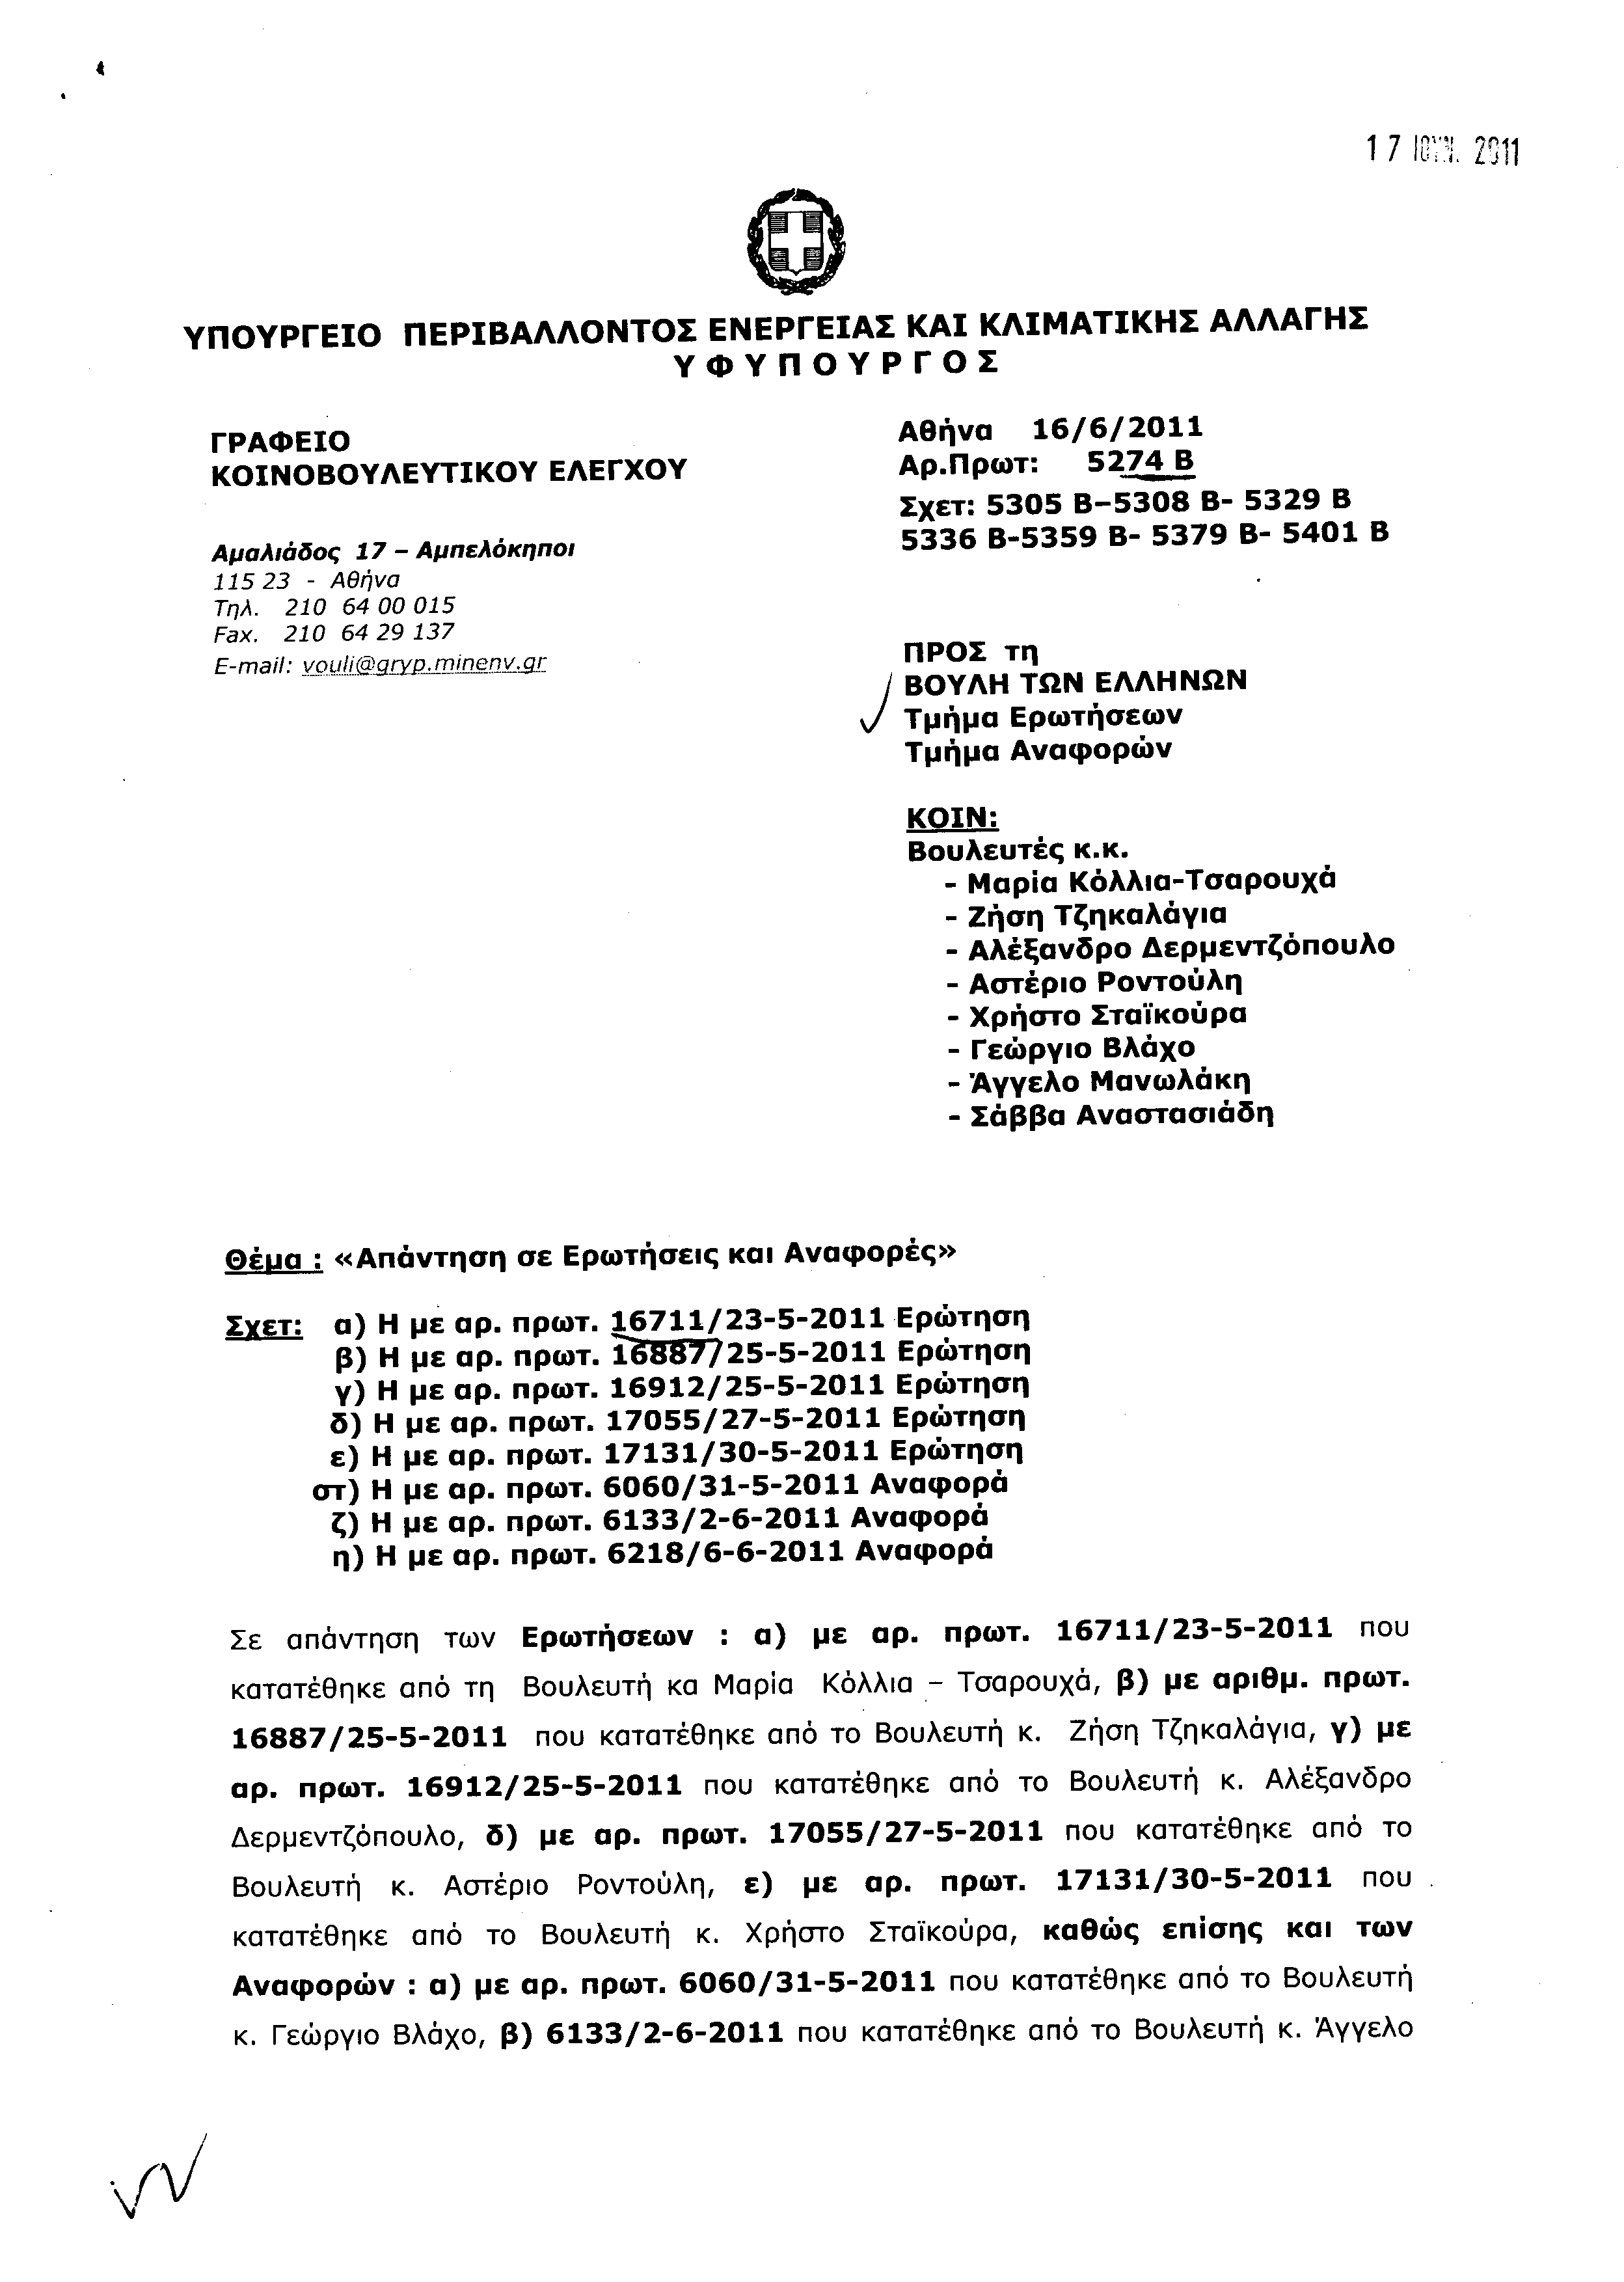 17 ΙΟΥΝ. 2011
ΥΠΟΥΡΓΕΙΟ ΠΕΡΙΒΑΛΛΟΝΤΟΣ ΕΝΕΡΓΕΙΑΣ ΚΑΙ ΚΛΙΜΑΤΙΚΗΣ ΑΛΛΑΓΗΣ
Υ Φ Υ Π Ο Υ Ρ Γ Ο Σ
ΓΡΑΦΕΙΟ
ΚΟΙΝΟΒΟΥΛΕΥΤΙΚΟΥ ΕΛΕΓΧΟΥ
Αμαλιάδος 17 – Αμπελόκηποι
115 23 - Αθήνα
Τηλ. 210 64 00 015
Fax. 210 64 29 137
E-mail: vouli@gryp.minenv.gr
Αθήνα 16/6/2011
Αρ.Πρωτ: 5274 Β
Σχετ: 5305 Β–5308 Β- 5329 Β
5336 Β-5359 Β- 5379 Β- 5401 Β
ΠΡΟΣ τη
ΒΟΥΛΗ ΤΩΝ ΕΛΛΗΝΩΝ
Τμήμα Ερωτήσεων
Τμήμα Αναφορών
ΚΟΙΝ:
Βουλευτές κ.κ.
- Μαρία Κόλλια-Τσαρουχά
- Ζήση Τζηκαλάγια
- Αλέξανδρο Δερμεντζόπουλο
- Αστέριο Ροντούλη
- Χρήστο Σταϊκούρα
- Γεώργιο Βλάχο
- Άγγελο Μανωλάκη
- Σάββα Αναστασιάδη
Θέμα : «Απάντηση σε Ερωτήσεις και Αναφορές»
Σχετ: α) Η με αρ. πρωτ. 16711/23-5-2011 Ερώτηση
β) Η με αρ. πρωτ. 16887/25-5-2011 Ερώτηση
γ) Η με αρ. πρωτ. 16912/25-5-2011 Ερώτηση
δ) Η με αρ. πρωτ. 17055/27-5-2011 Ερώτηση
ε) Η με αρ. πρωτ. 17131/30-5-2011 Ερώτηση
στ) Η με αρ. πρωτ. 6060/31-5-2011 Αναφορά
ζ) Η με αρ. πρωτ. 6133/2-6-2011 Αναφορά
η) Η με αρ. πρωτ. 6218/6-6-2011 Αναφορά
Σε απάντηση των Ερωτήσεων : α) με αρ. πρωτ. 16711/23-5-2011 που
κατατέθηκε από τη Βουλευτή κα Μαρία Κόλλια – Τσαρουχά, β) με αριθμ. πρωτ.
16887/25-5-2011 που κατατέθηκε από το Βουλευτή κ. Ζήση Τζηκαλάγια, γ) με
αρ. πρωτ. 16912/25-5-2011 που κατατέθηκε από το Βουλευτή κ. Αλέξανδρο
Δερμεντζόπουλο, δ) με αρ. πρωτ. 17055/27-5-2011 που κατατέθηκε από το
Βουλευτή κ. Αστέριο Ροντούλη, ε) με αρ. πρωτ. 17131/30-5-2011 που
κατατέθηκε από το Βουλευτή κ. Χρήστο Σταϊκούρα, καθώς επίσης και των
Αναφορών : α) με αρ. πρωτ. 6060/31-5-2011 που κατατέθηκε από το Βουλευτή
κ. Γεώργιο Βλάχο, β) 6133/2-6-2011 που κατατέθηκε από το Βουλευτή κ. Άγγελο